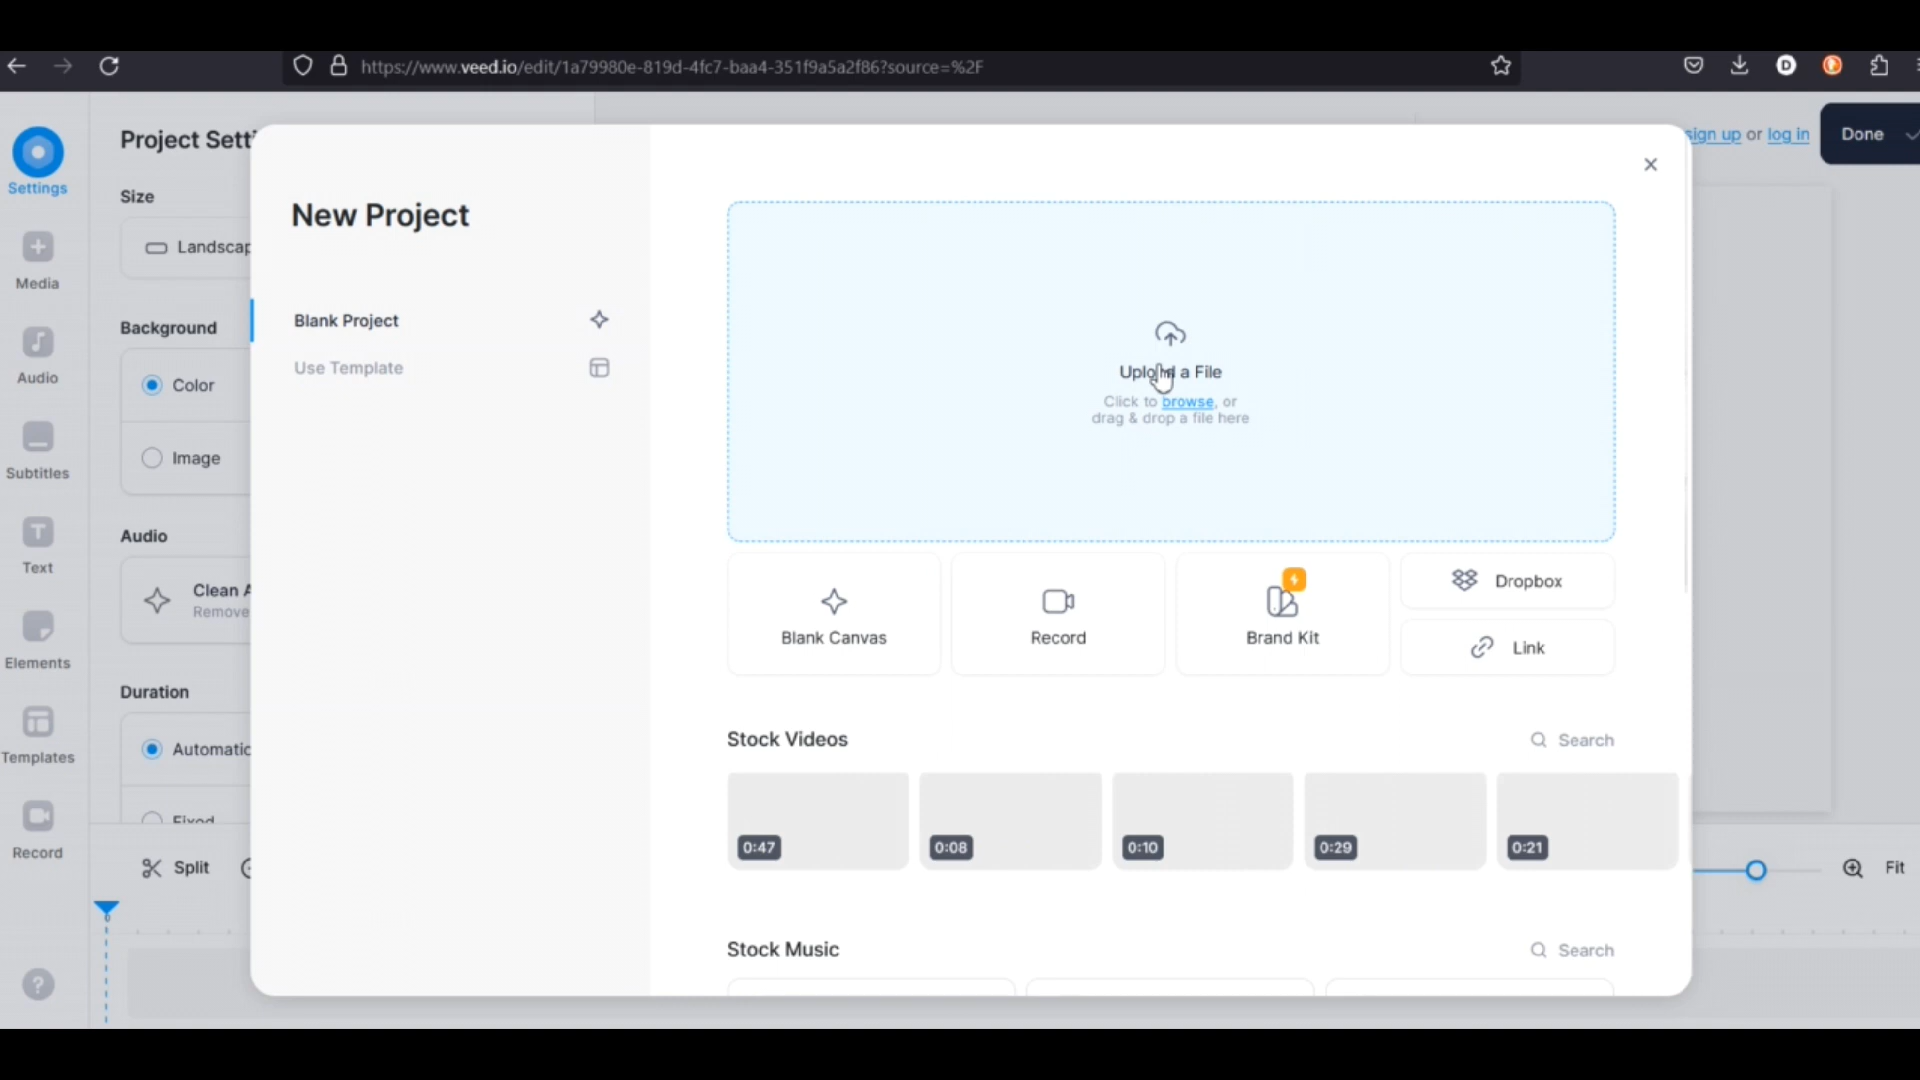 https://www.veed.io/edit/1a79980e-819d-4fc7-baa4-351f9a5a2f86?source=%2F
D
sign up or log in
Done
Settings
Media
Audio
Subtitles
Text
Elements
Templates
Record
?
Project Setti
Size
Landscap
Background
Color
Image
Audio
Clean A
Remove
Duration
Automatic
Fixed
Split
Fit
New Project
Blank Project
Use Template
Upload a File
Click to browse, or
drag & drop a file here
Blank Canvas
Record
Brand Kit
Dropbox
Link
Stock Videos
Search
0:47
0:08
0:10
0:29
0:21
Stock Music
Search